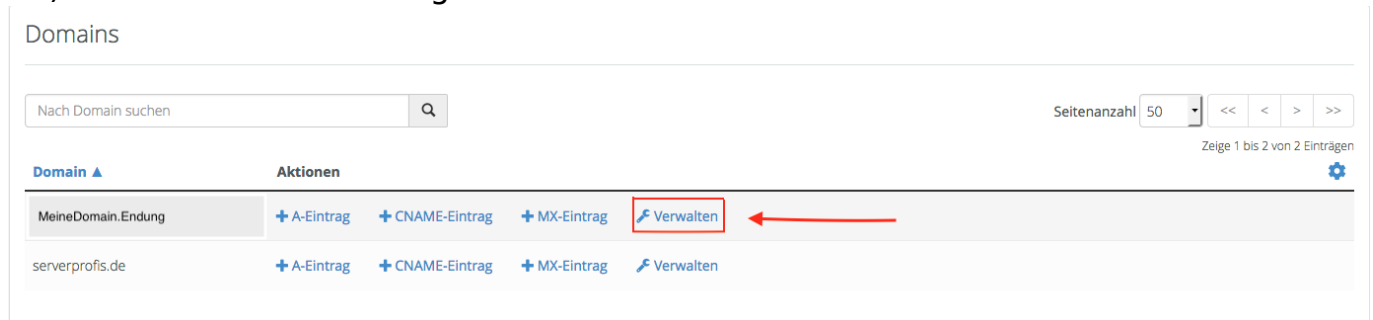 Domains
Nach Domain suchen
Seitenanzahl 50 << < > >>
Zeige 1 bis 2 von 2 Einträgen
Domain ▲ Aktionen
MeineDomain.Endung + A-Eintrag + CNAME-Eintrag + MX-Eintrag Verwalten
serverprofis.de + A-Eintrag + CNAME-Eintrag + MX-Eintrag Verwalten